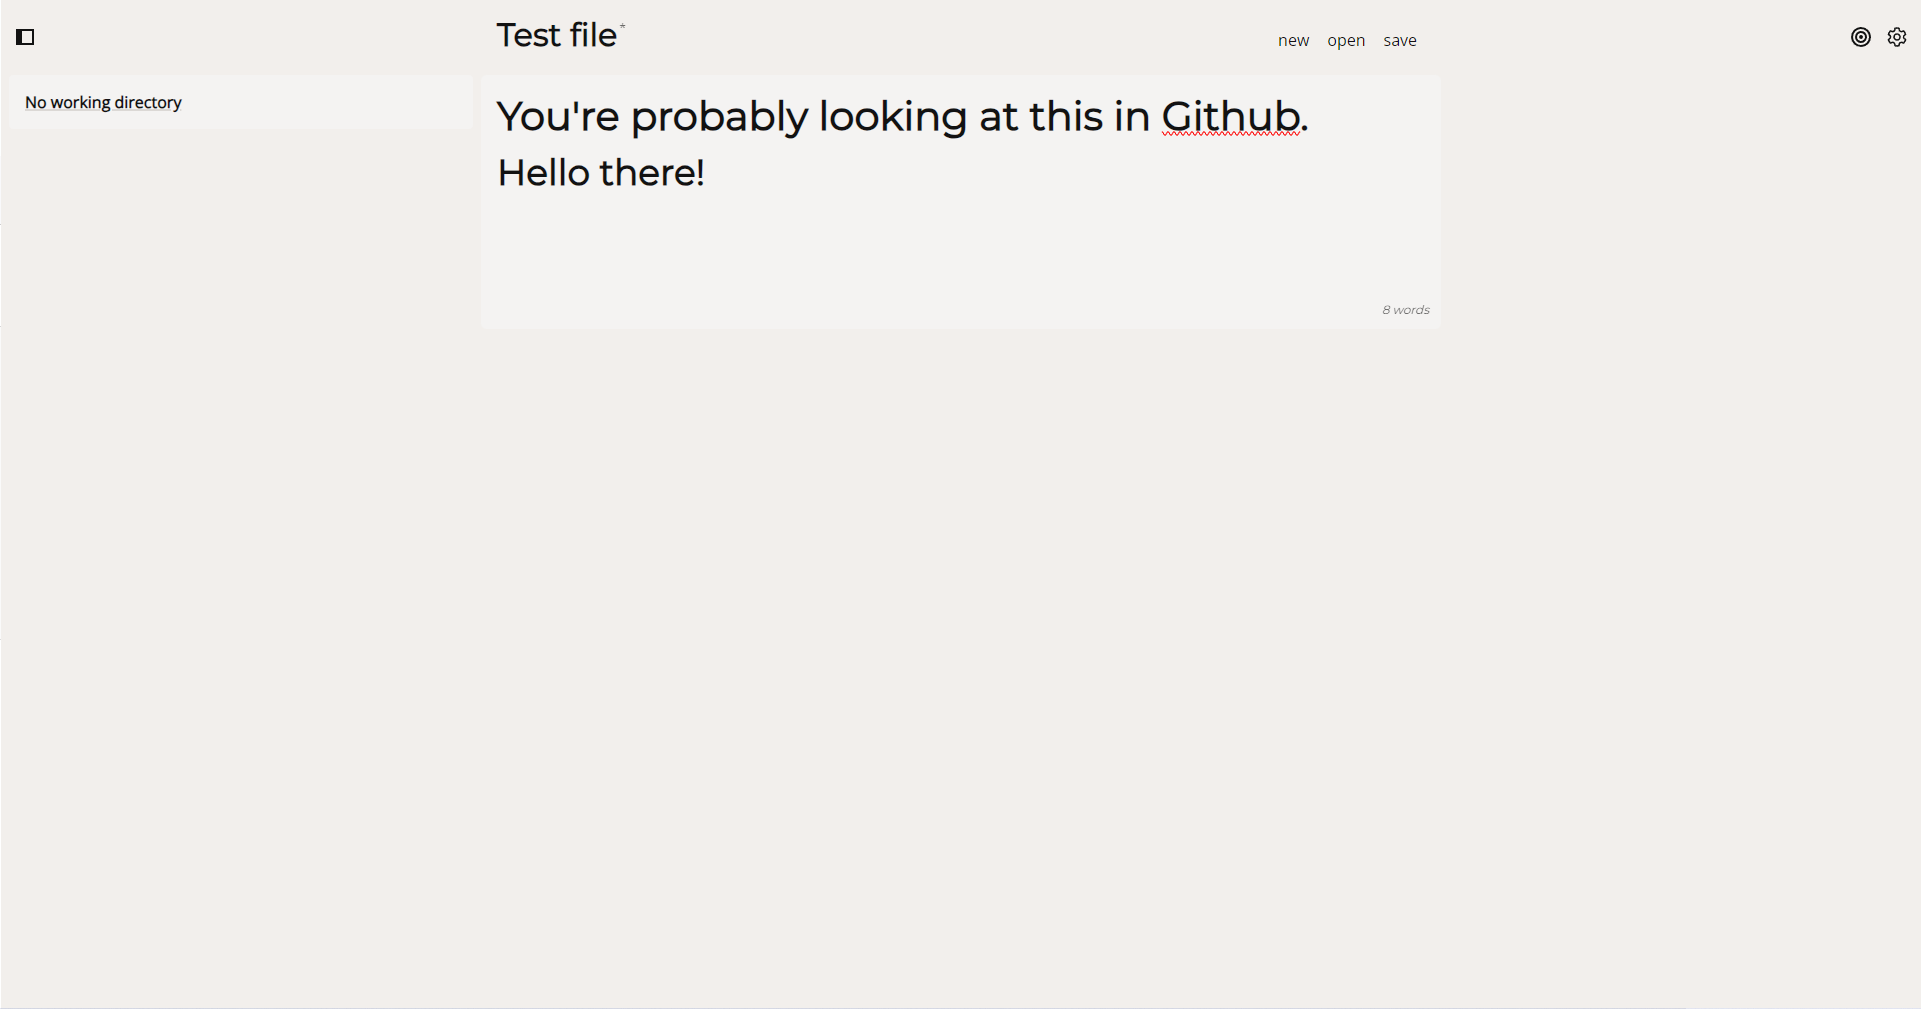 Test file*
new open save
No working directory
You're probably looking at this in Github.
Hello there!
8 words